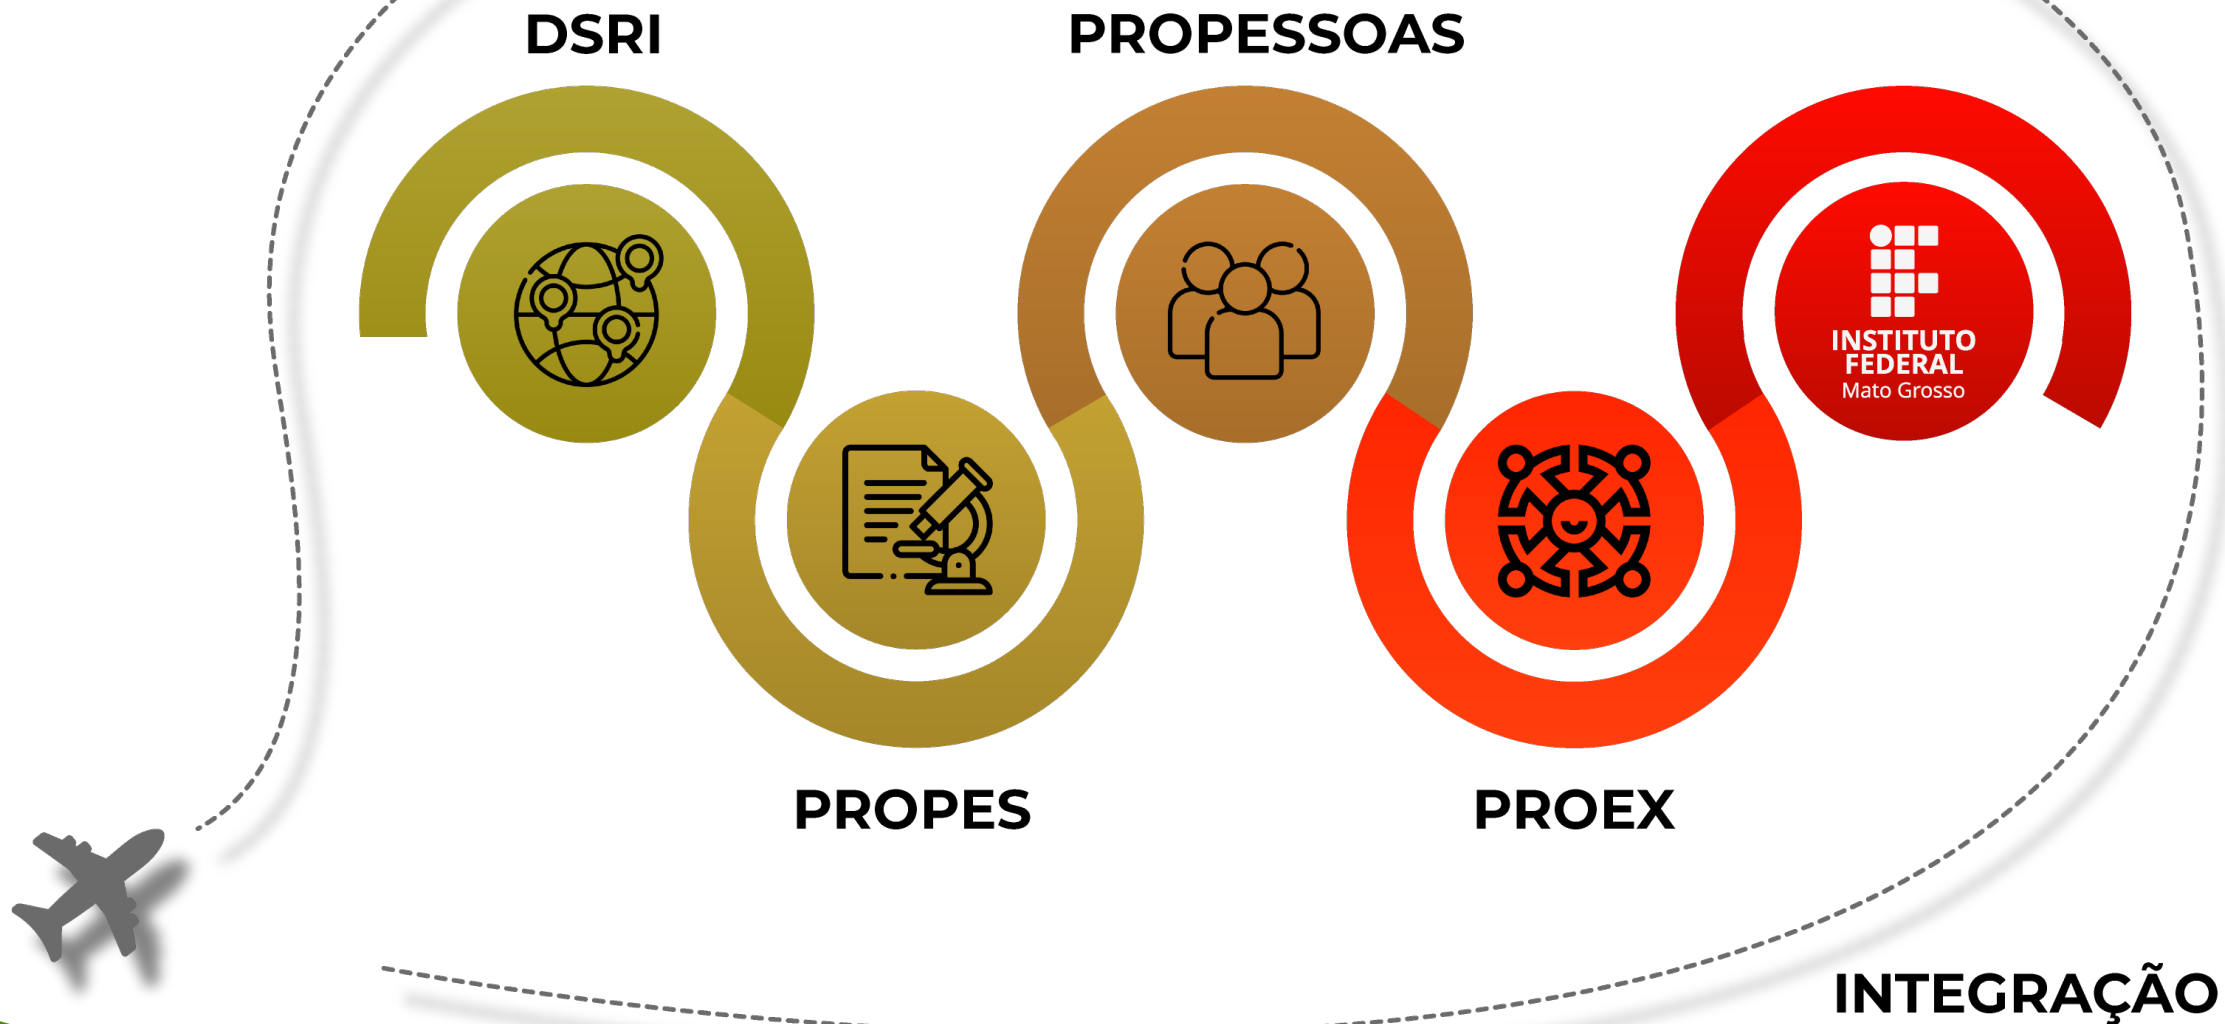 DSRI
PROPESSOAS
INSTITUTO
FEDERAL
Mato Grosso
PROPES
PROEX
INTEGRAÇÃO